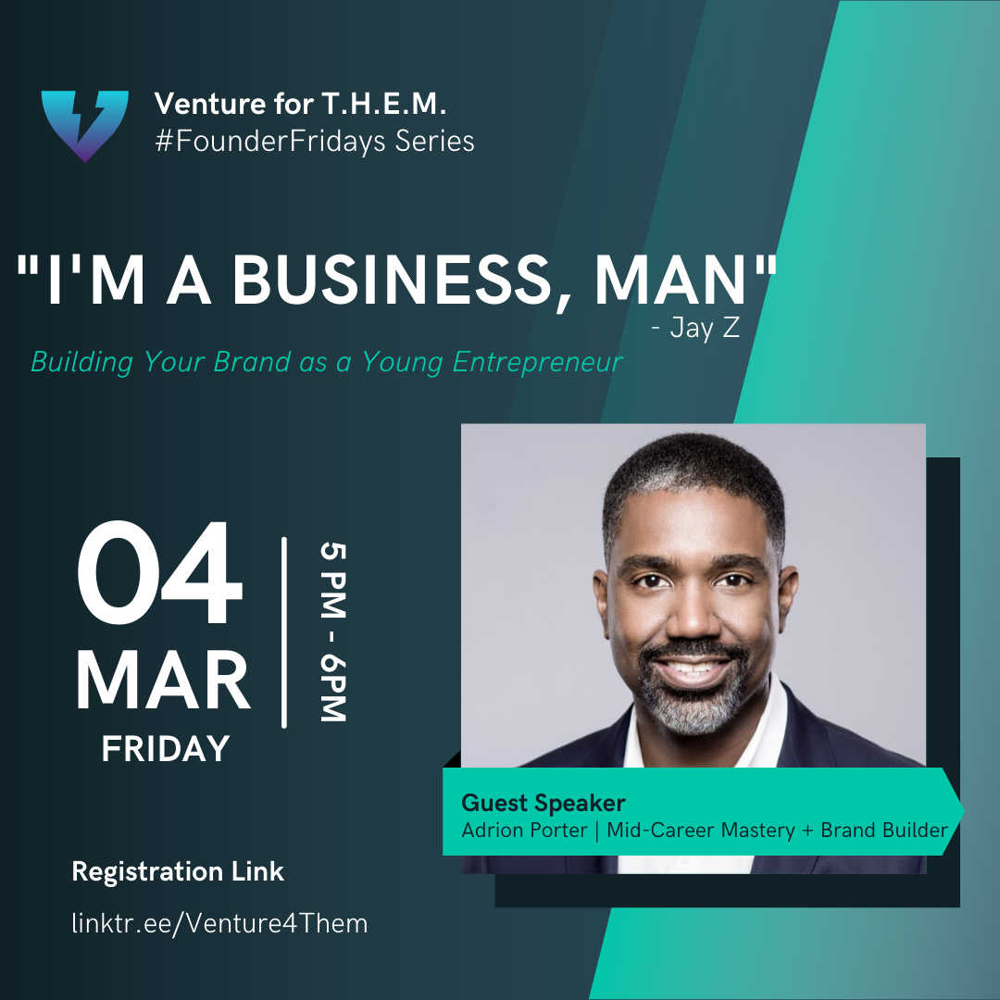 Venture for T.H.E.M.
#FounderFridays Series
"I'M A BUSINESS, MAN"
- Jay Z
Building Your Brand as a Young Entrepreneur
04
MAR
FRIDAY
5 PM - 6PM
Guest Speaker
Adrion Porter | Mid-Career Mastery + Brand Builder
Registration Link
linktr.ee/Venture4Them